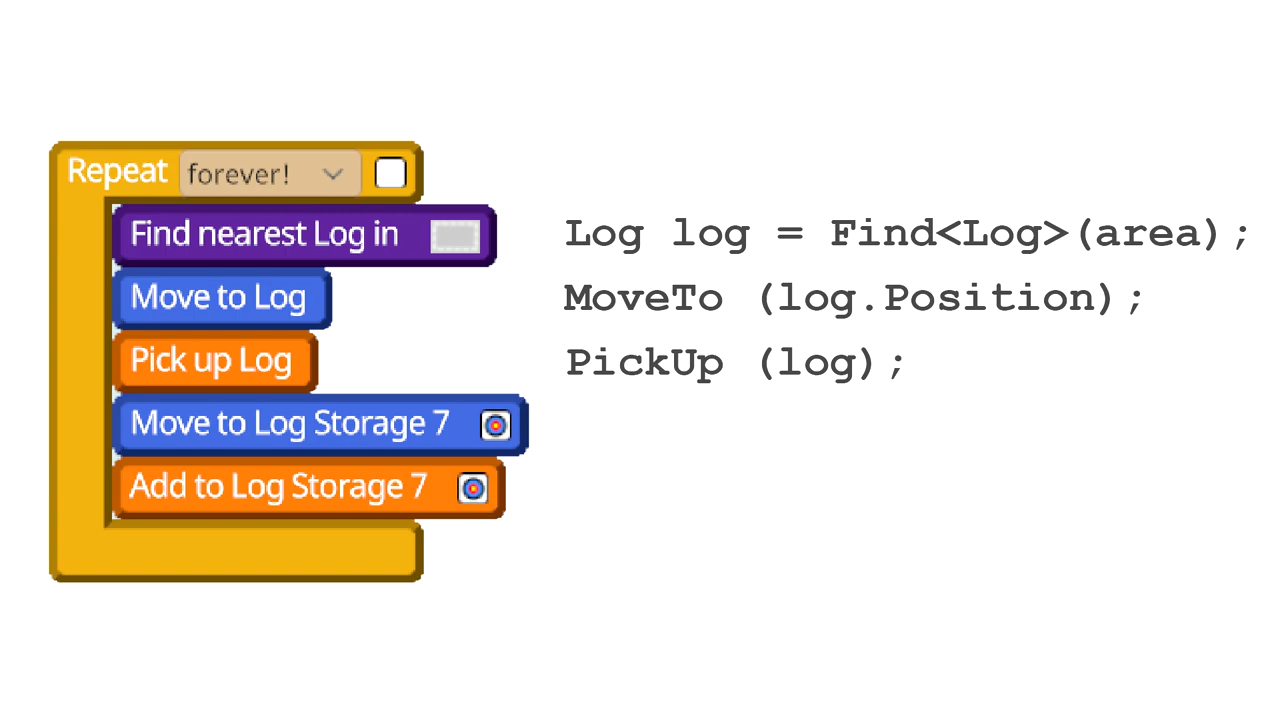 Repeat forever!
Find nearest Log in
Log log = Find<Log>(area);
Move to Log
MoveTo (log.Position);
Pick up Log
PickUp (log);
Move to Log Storage 7
Add to Log Storage 7